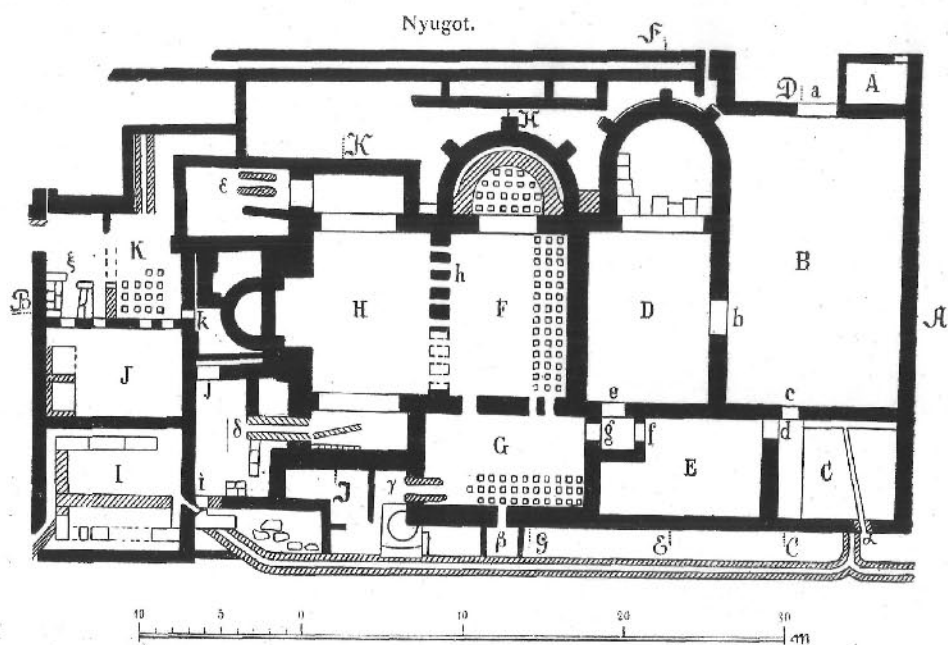 Nyugot.
F
D a A
H
K
ε
K ξ B
B k H h F D b A
J
J e c
δ G g f d
I i J γ E C
β G E C α
10 5 0 10 20 30 m